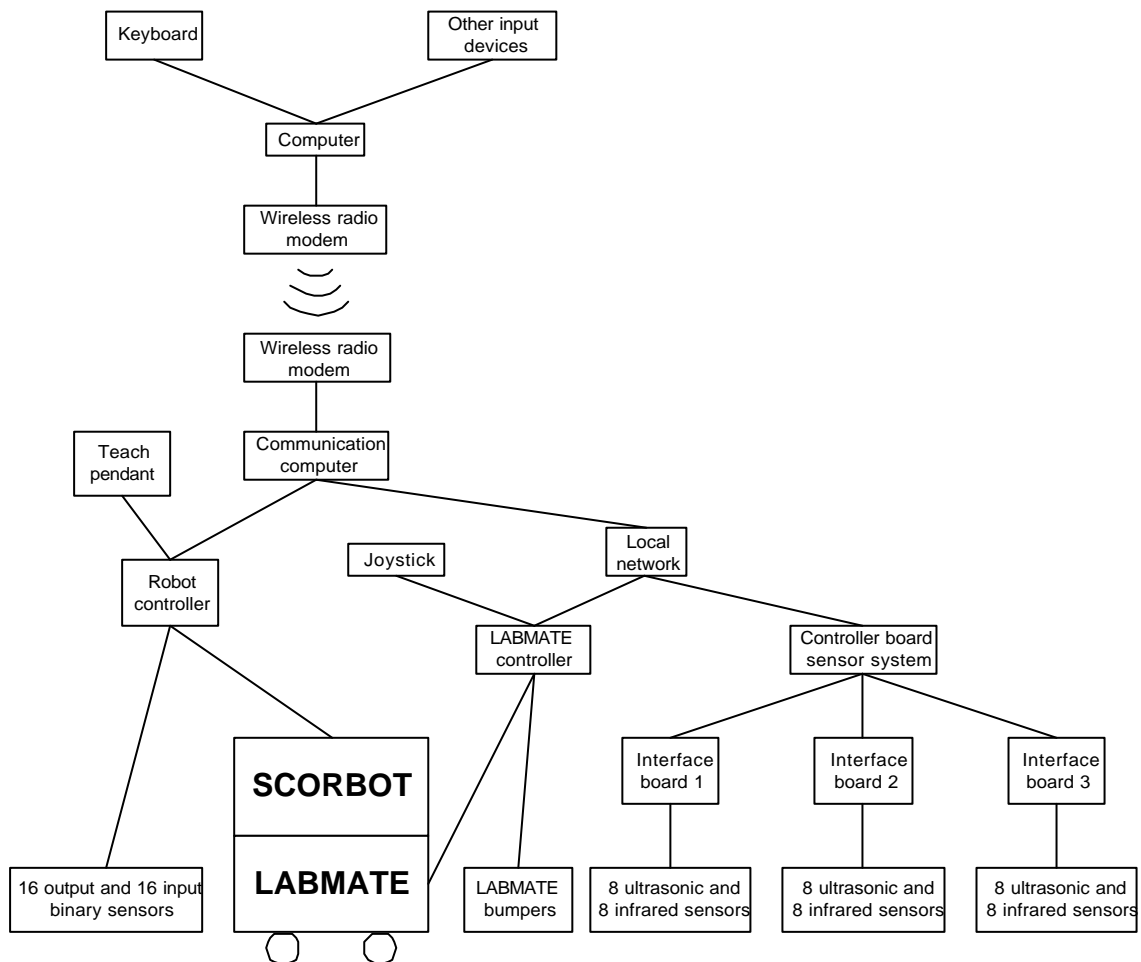 Keyboard
Other input
devices
Computer
Wireless radio
modem
Wireless radio
modem
Communication
computer
Teach
pendant
Local
network
Joystick
Robot
controller
LABMATE
controller
Controller board
sensor system
SCORBOT
LABMATE
Interface
board 1
Interface
board 2
Interface
board 3
16 output and 16 input
binary sensors
LABMATE
bumpers
8 ultrasonic and
8 infrared sensors
8 ultrasonic and
8 infrared sensors
8 ultrasonic and
8 infrared sensors